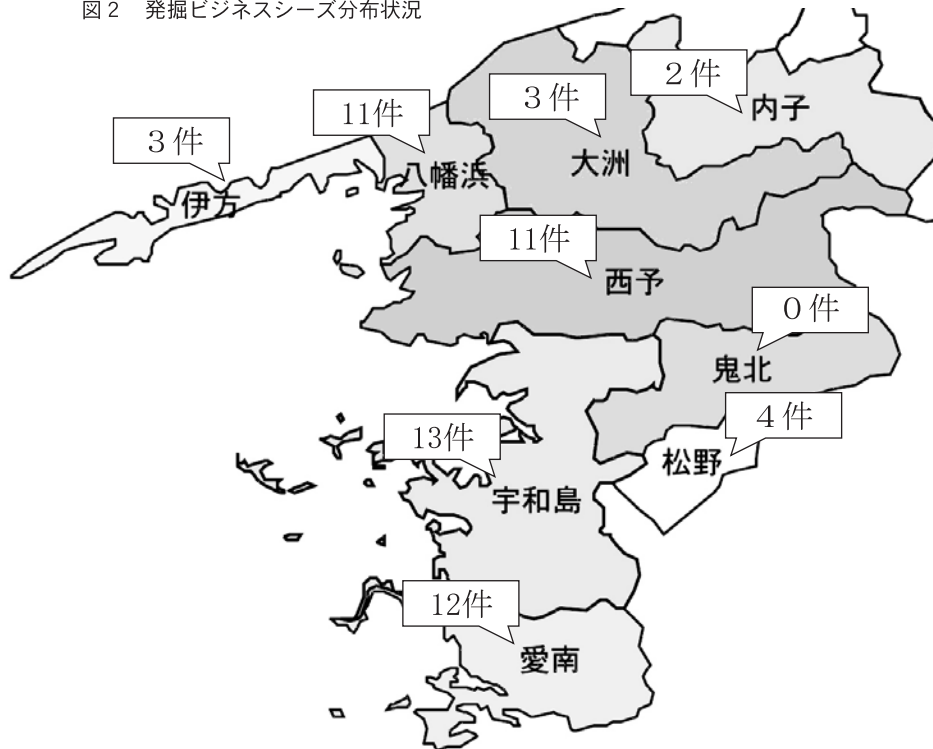 図2 発掘ビジネスシーズ分布状況
2件
内子
3件
大洲
11件
八幡浜
3件
伊方
11件
西予
0件
鬼北
4件
松野
13件
宇和島
12件
愛南